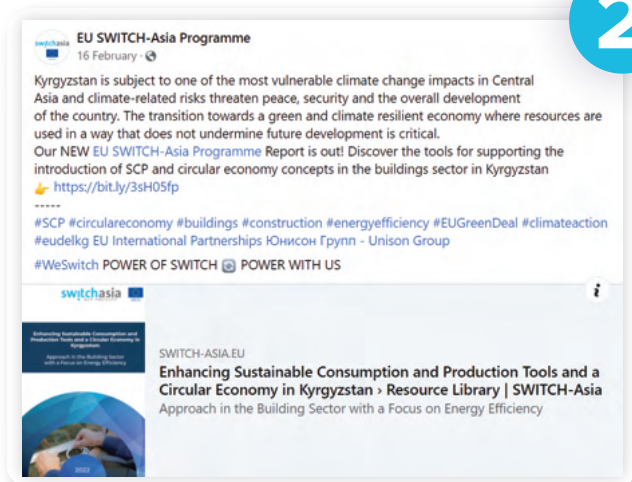 2
switchasia
EU SWITCH-Asia Programme
16 February ·
Kyrgyzstan is subject to one of the most vulnerable climate change impacts in Central
Asia and climate-related risks threaten peace, security and the overall development
of the country. The transition towards a green and climate resilient economy where resources are
used in a way that does not undermine future development is critical.
Our NEW EU SWITCH-Asia Programme Report is out! Discover the tools for supporting the
introduction of SCP and circular economy concepts in the buildings sector in Kyrgyzstan
👉 https://bit.ly/3sH05fp
-----
#SCP #circulareconomy #buildings #construction #energyefficiency #EUGreenDeal #climateaction
#eudelkg EU International Partnerships Юнисон Групп - Unison Group
#WeSwitch POWER OF SWITCH 🔄 POWER WITH US
switchasia
Enhancing Sustainable Consumption and
Production Tools and a Circular Economy in
Kyrgyzstan:
Approach in the Building Sector
with a Focus on Energy Efficiency
2022
i
SWITCH-ASIA.EU
Enhancing Sustainable Consumption and Production Tools and a
Circular Economy in Kyrgyzstan › Resource Library | SWITCH-Asia
Approach in the Building Sector with a Focus on Energy Efficiency